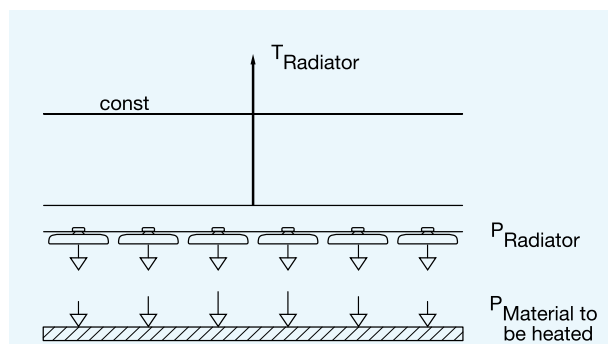 T Radiator
const
P Radiator
P Material to
be heated